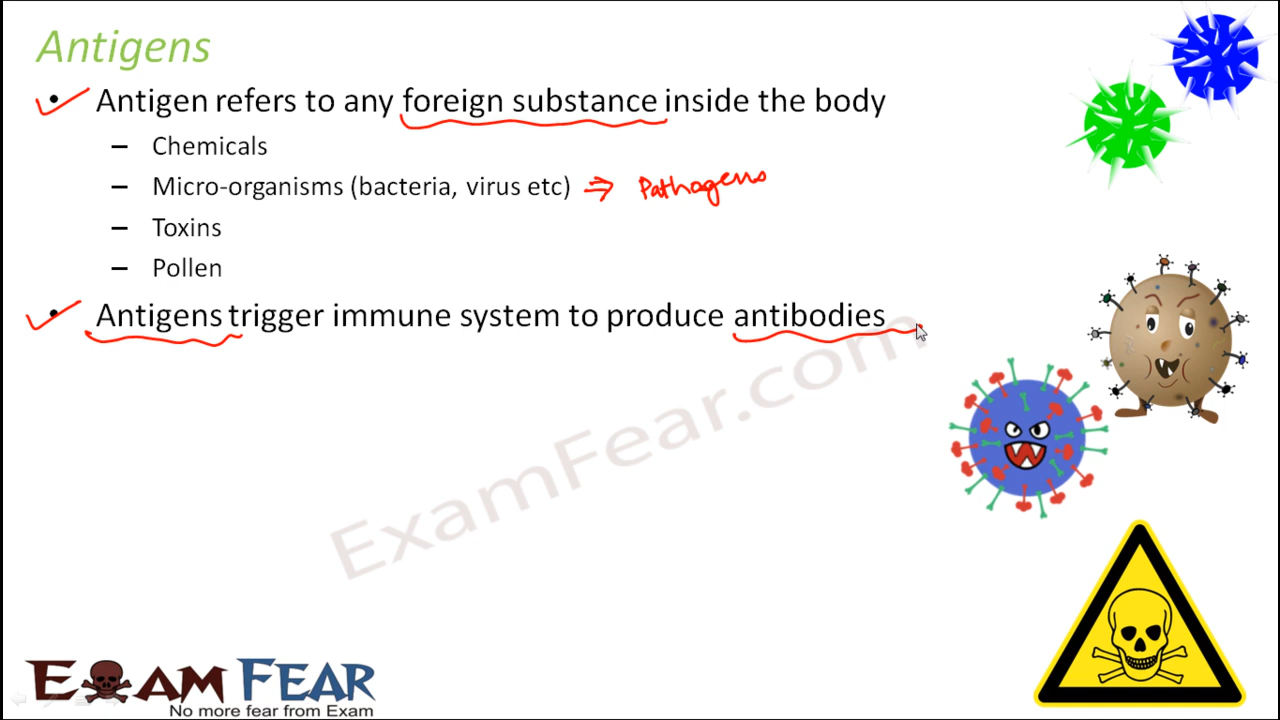 Antigens
• Antigen refers to any foreign substance inside the body
– Chemicals
– Micro-organisms (bacteria, virus etc) ⇒ Pathogens
– Toxins
– Pollen
• Antigens trigger immune system to produce antibodies
ExamFear.com
EXAM FEAR
No more fear from Exam